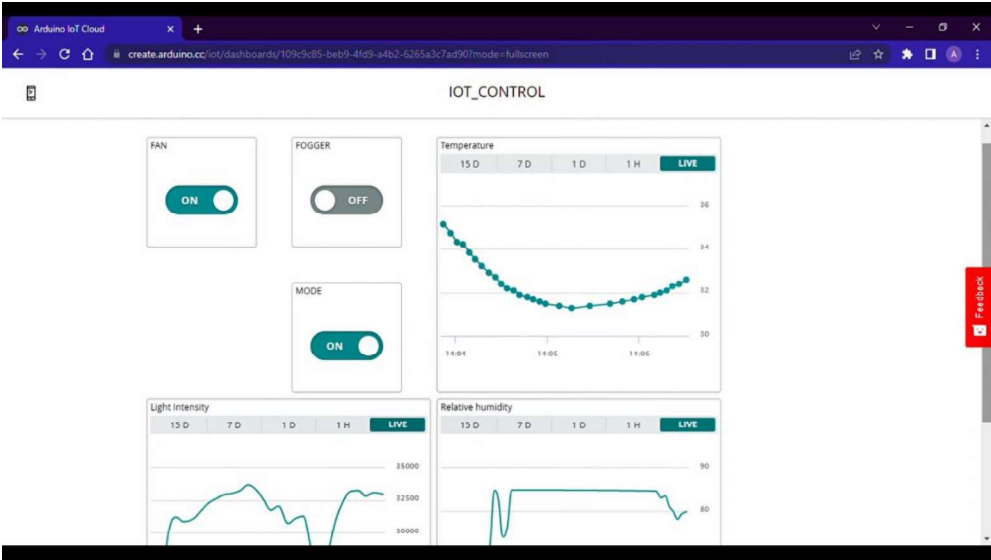 Arduino IoT Cloud
create.arduino.cc/iot/dashboards/109c9c85-beb9-4fd9-a4b2-6265a3c7ad90?mode=fullscreen
A
IOT_CONTROL
FAN
ON
FOGGER
OFF
MODE
ON
Temperature
15 D 7 D 1 D 1 H LIVE
36
34
32
30
14:04 14:05 14:06
Light Intensity
15 D 7 D 1 D 1 H LIVE
35000
32500
30000
Relative humidity
15 D 7 D 1 D 1 H LIVE
90
80
Feedback